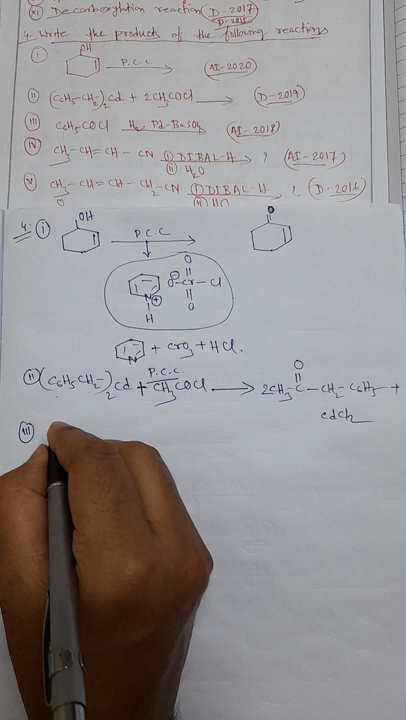 (xi) Decarboxylation reaction (D-2017)
D-2015
4. Write the products of the following reactions
(i) OH P.C.C → (AI-2020)
(ii) (C6H5-CH2)2Cd + 2CH3COCl → (D-2019)
(iii) C6H5COCl H2, Pd-BaSO4 → (AI-2018)
(iv) CH3-CH=CH-CN (i) DIBAL-H → ? (AI-2017)
(ii) H2O
(v) CH3-CH=CH-CH2-CN (i) DIBAL-H → ? (D-2016)
(ii) H2O
4. (i) OH P.C.C → O
O
O⊖-Cr-Cl
N⊕
H O
N + CrO3 + HCl.
P.C.C.
(ii) (C6H5CH2-)2Cd + CH3COCl → 2CH3-C-CH2-C6H5 +
O
CdCl2
(iii)